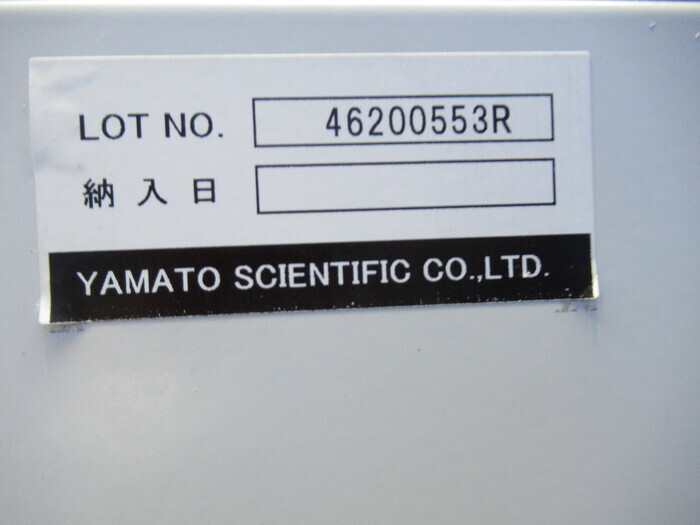 LOT NO. 46200553R
納入日
YAMATO SCIENTIFIC CO.,LTD.